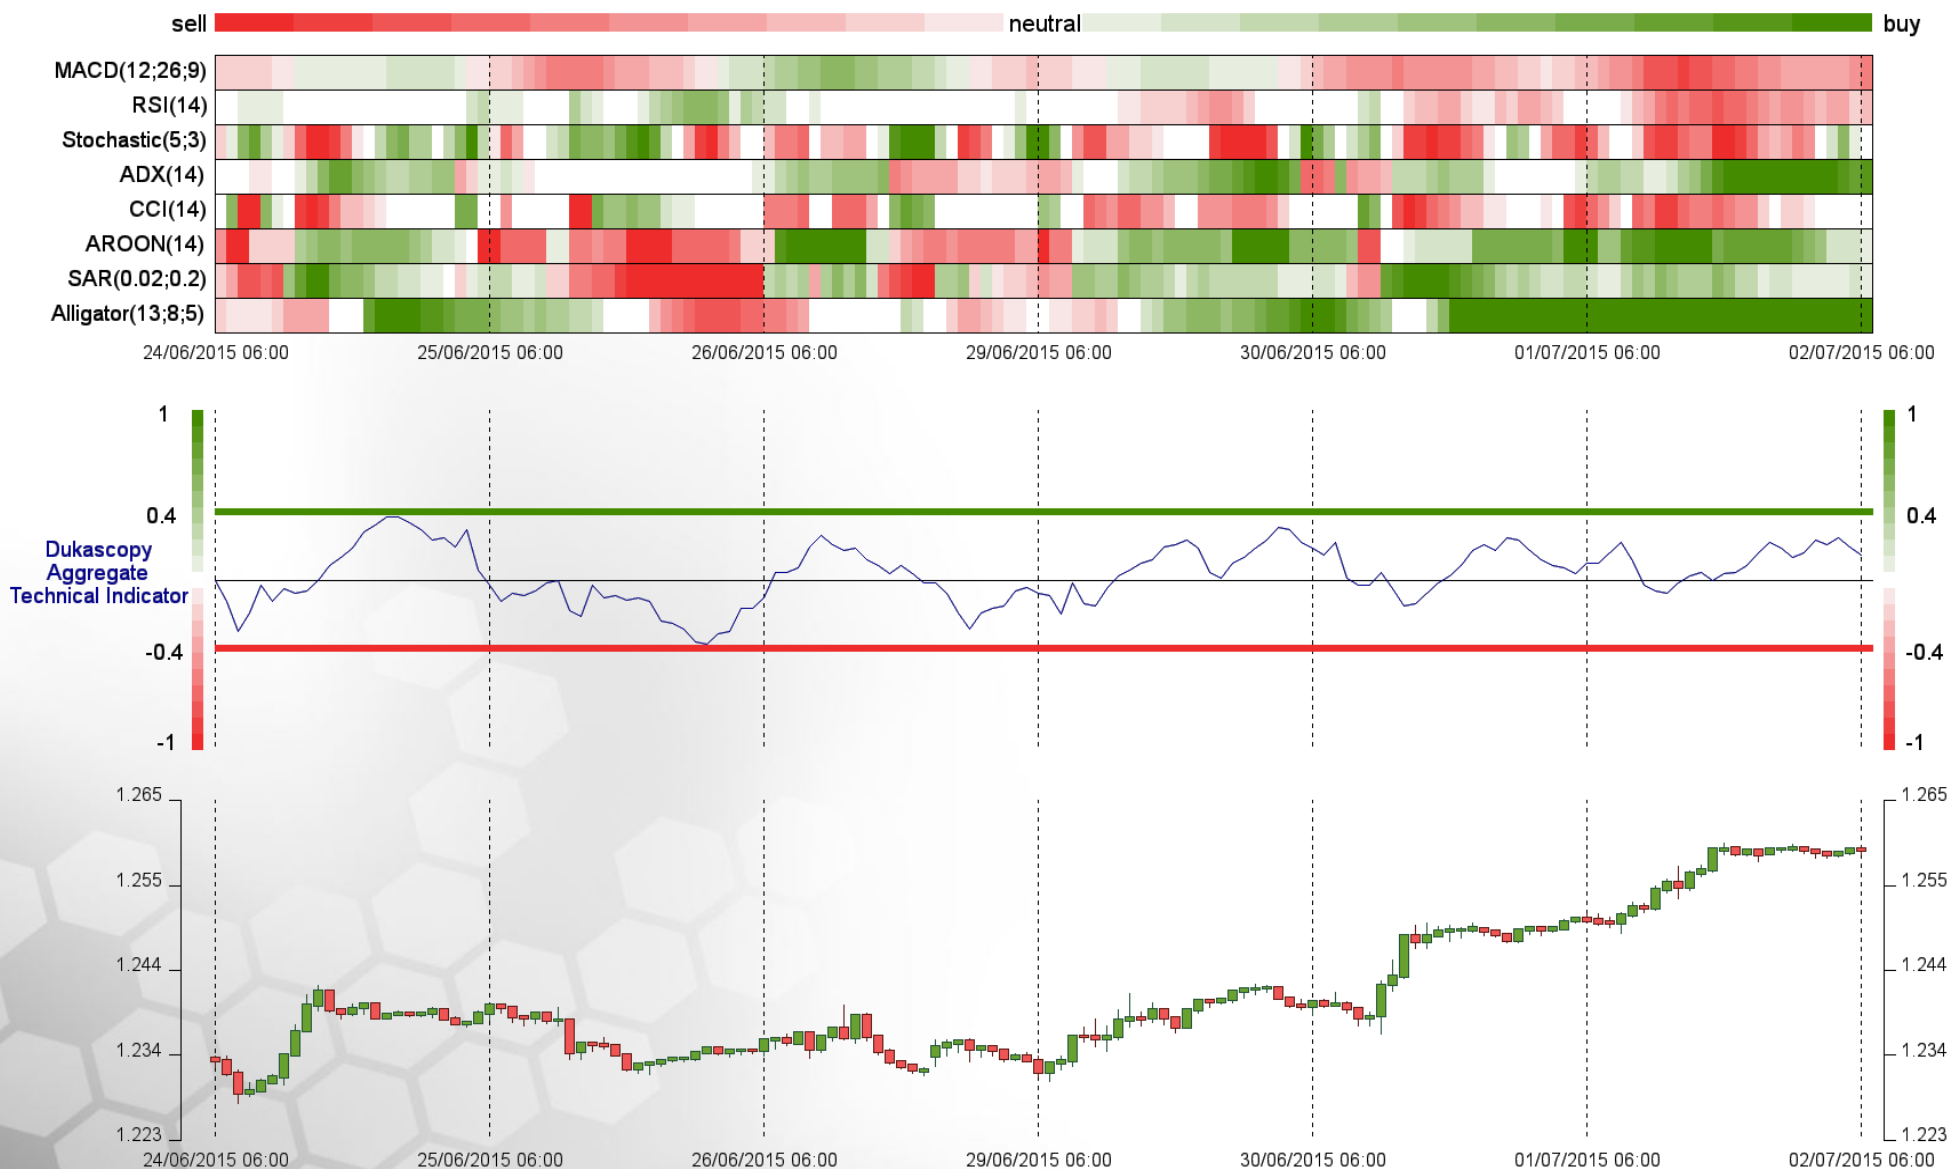 sell neutral buy
MACD(12;26;9)
RSI(14)
Stochastic(5;3)
ADX(14)
CCI(14)
AROON(14)
SAR(0.02;0.2)
Alligator(13;8;5)
24/06/2015 06:00 25/06/2015 06:00 26/06/2015 06:00 29/06/2015 06:00 30/06/2015 06:00 01/07/2015 06:00 02/07/2015 06:00
1 1
0.4 0.4
Dukascopy
Aggregate
Technical Indicator
-0.4 -0.4
-1 -1
1.265 1.265
1.255 1.255
1.244 1.244
1.234 1.234
1.223 1.223
24/06/2015 06:00 25/06/2015 06:00 26/06/2015 06:00 29/06/2015 06:00 30/06/2015 06:00 01/07/2015 06:00 02/07/2015 06:00